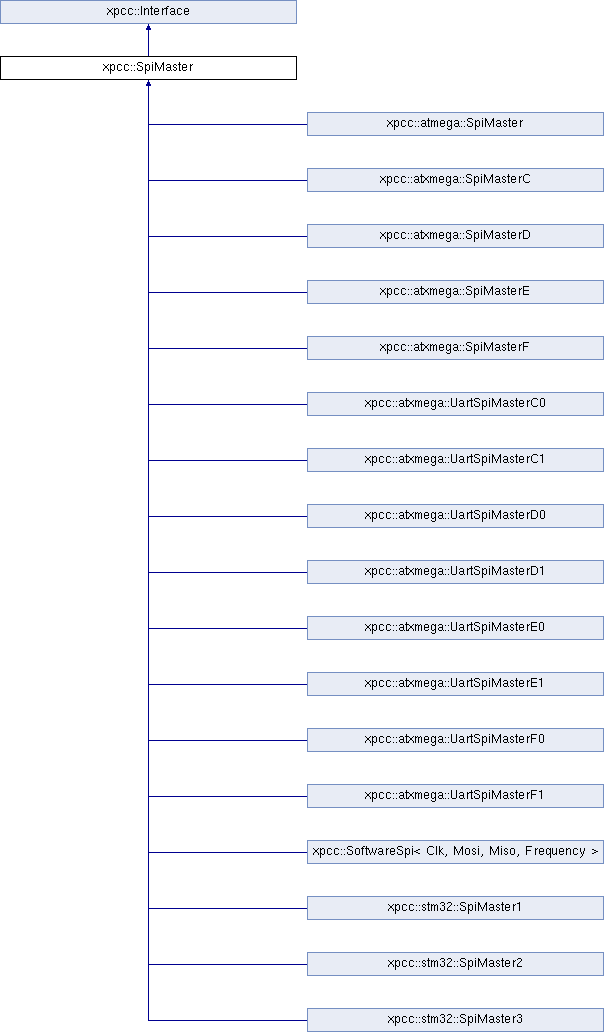 xpcc::Interface
xpcc::SpiMaster
xpcc::atmega::SpiMaster
xpcc::atxmega::SpiMasterC
xpcc::atxmega::SpiMasterD
xpcc::atxmega::SpiMasterE
xpcc::atxmega::SpiMasterF
xpcc::atxmega::UartSpiMasterC0
xpcc::atxmega::UartSpiMasterC1
xpcc::atxmega::UartSpiMasterD0
xpcc::atxmega::UartSpiMasterD1
xpcc::atxmega::UartSpiMasterE0
xpcc::atxmega::UartSpiMasterE1
xpcc::atxmega::UartSpiMasterF0
xpcc::atxmega::UartSpiMasterF1
xpcc::SoftwareSpi< Clk, Mosi, Miso, Frequency >
xpcc::stm32::SpiMaster1
xpcc::stm32::SpiMaster2
xpcc::stm32::SpiMaster3